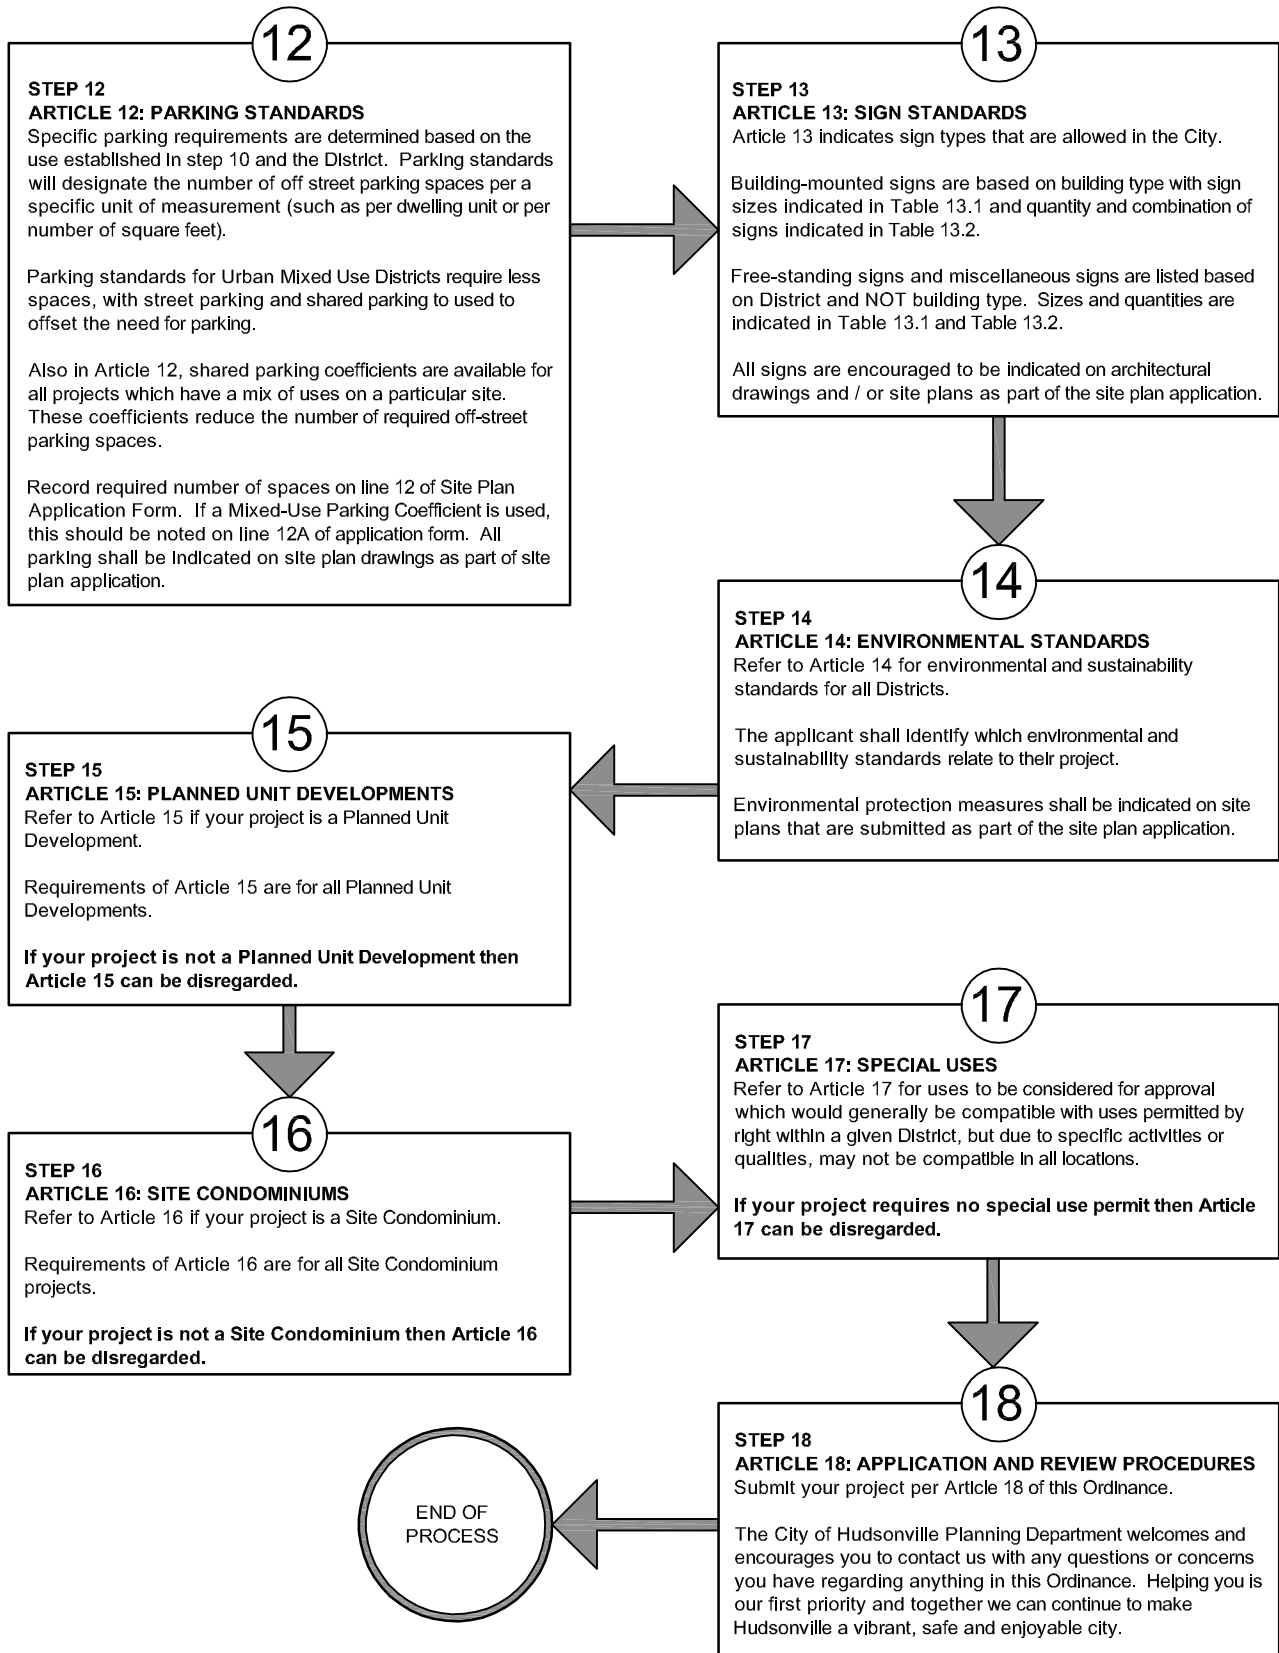 12
STEP 12
ARTICLE 12: PARKING STANDARDS
Specific parking requirements are determined based on the
use established in step 10 and the District.  Parking standards
will designate the number of off street parking spaces per a
specific unit of measurement (such as per dwelling unit or per
number of square feet).
Parking standards for Urban Mixed Use Districts require less
spaces, with street parking and shared parking to used to
offset the need for parking.
Also in Article 12, shared parking coefficients are available for
all projects which have a mix of uses on a particular site.
These coefficients reduce the number of required off-street
parking spaces.
Record required number of spaces on line 12 of Site Plan
Application Form.  If a Mixed-Use Parking Coefficient is used,
this should be noted on line 12A of application form.  All
parking shall be indicated on site plan drawings as part of site
plan application.
13
STEP 13
ARTICLE 13: SIGN STANDARDS
Article 13 indicates sign types that are allowed in the City.
Building-mounted signs are based on building type with sign
sizes indicated in Table 13.1 and quantity and combination of
signs indicated in Table 13.2.
Free-standing signs and miscellaneous signs are listed based
on District and NOT building type.  Sizes and quantities are
indicated in Table 13.1 and Table 13.2.
All signs are encouraged to be indicated on architectural
drawings and / or site plans as part of the site plan application.
14
STEP 14
ARTICLE 14: ENVIRONMENTAL STANDARDS
Refer to Article 14 for environmental and sustainability
standards for all Districts.
The applicant shall identify which environmental and
sustainability standards relate to their project.
Environmental protection measures shall be indicated on site
plans that are submitted as part of the site plan application.
15
STEP 15
ARTICLE 15: PLANNED UNIT DEVELOPMENTS
Refer to Article 15 if your project is a Planned Unit
Development.
Requirements of Article 15 are for all Planned Unit
Developments.
If your project is not a Planned Unit Development then
Article 15 can be disregarded.
16
STEP 16
ARTICLE 16: SITE CONDOMINIUMS
Refer to Article 16 if your project is a Site Condominium.
Requirements of Article 16 are for all Site Condominium
projects.
If your project is not a Site Condominium then Article 16
can be disregarded.
17
STEP 17
ARTICLE 17: SPECIAL USES
Refer to Article 17 for uses to be considered for approval
which would generally be compatible with uses permitted by
right within a given District, but due to specific activities or
qualities, may not be compatible in all locations.
If your project requires no special use permit then Article
17 can be disregarded.
18
STEP 18
ARTICLE 18: APPLICATION AND REVIEW PROCEDURES
Submit your project per Article 18 of this Ordinance.
The City of Hudsonville Planning Department welcomes and
encourages you to contact us with any questions or concerns
you have regarding anything in this Ordinance.  Helping you is
our first priority and together we can continue to make
Hudsonville a vibrant, safe and enjoyable city.
END OF
PROCESS